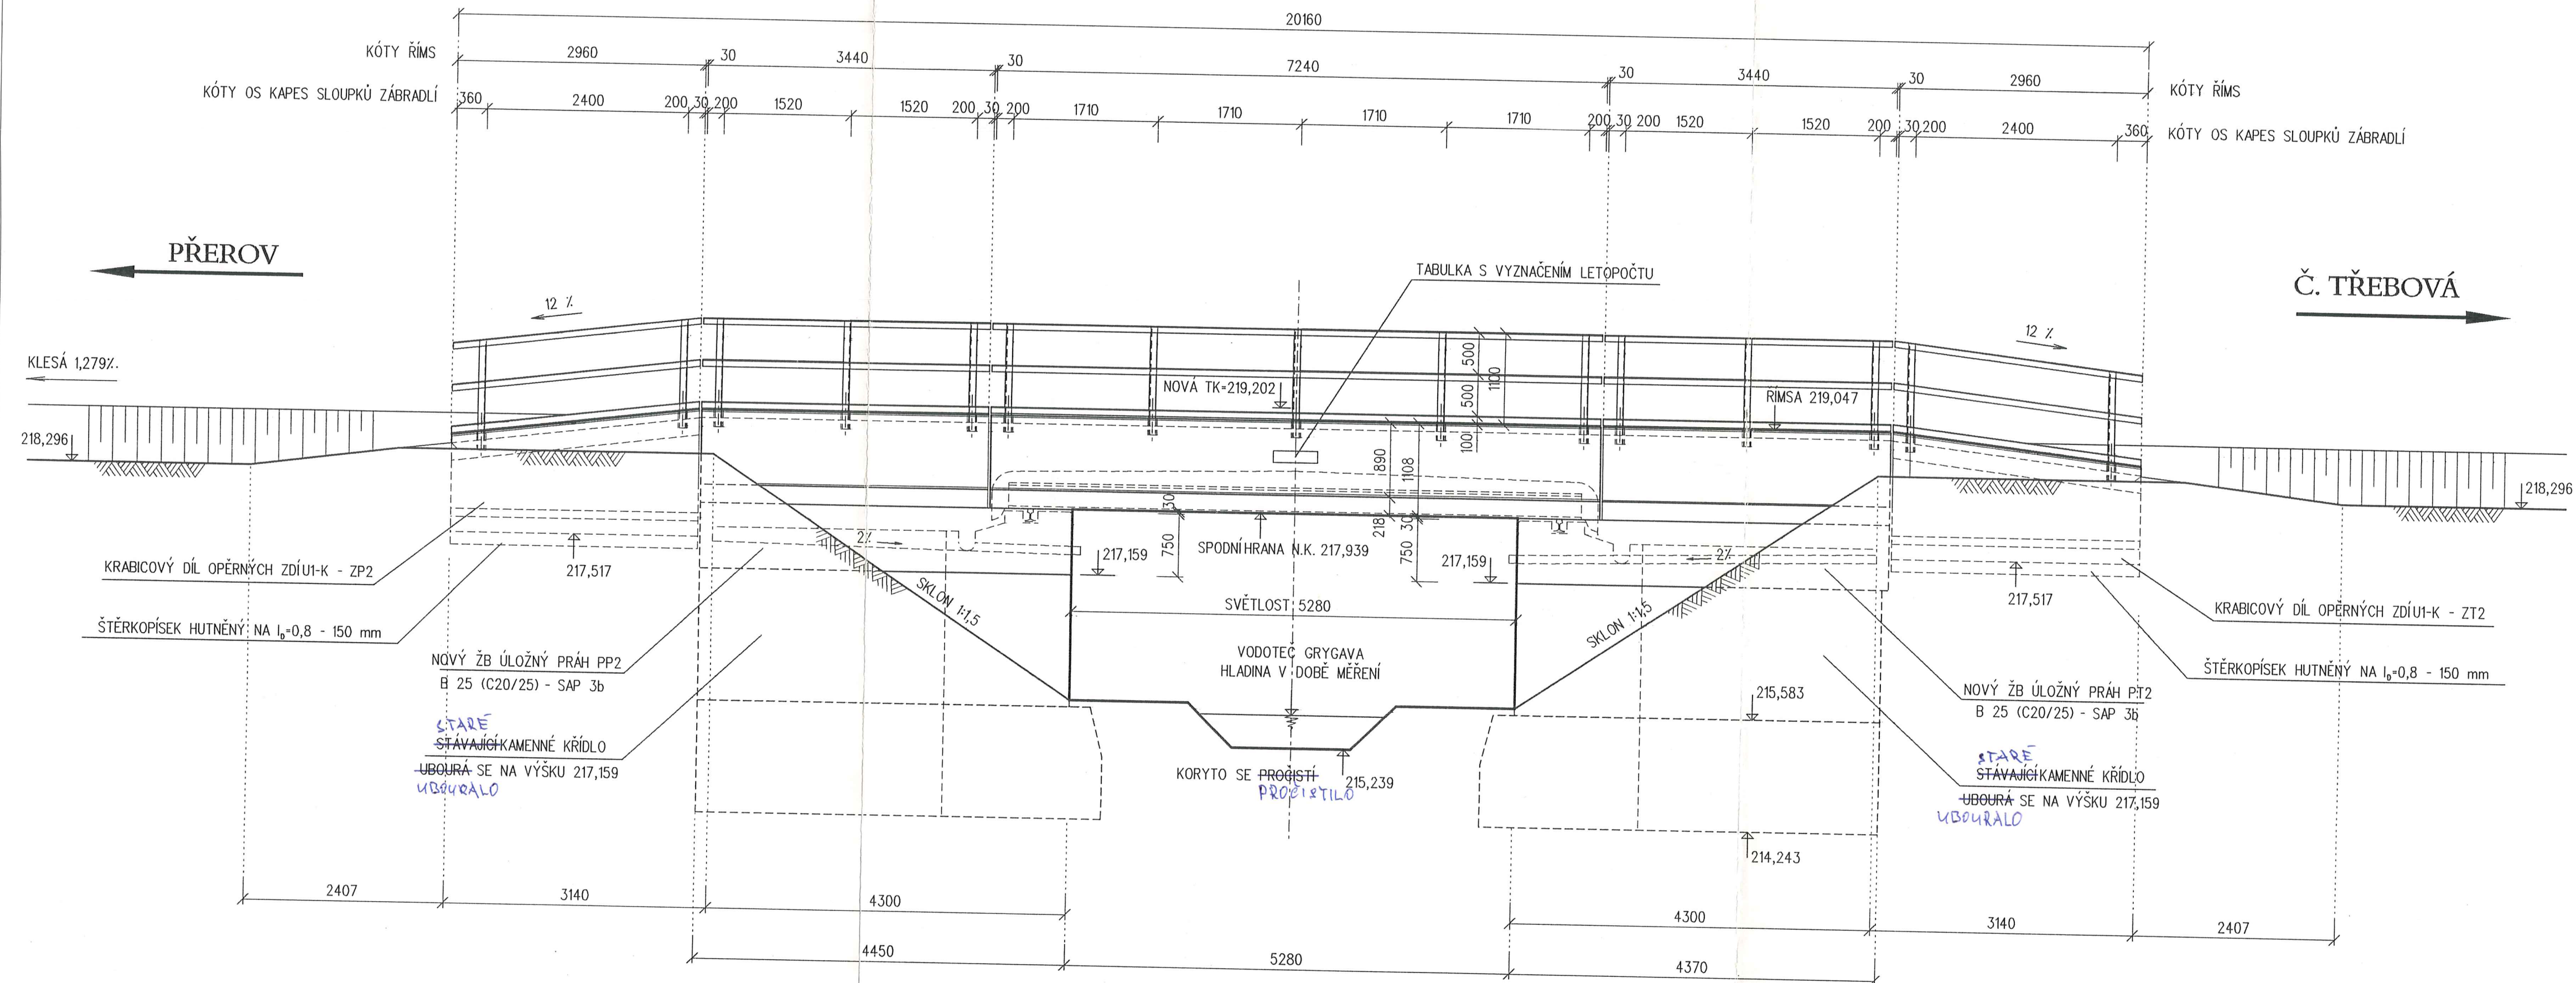 20160
KÓTY ŘÍMS
2960
30
3440
30
7240
30
3440
30
2960
KÓTY ŘÍMS
KÓTY OS KAPES SLOUPKŮ ZÁBRADLÍ
360
2400
200
30
200
1520
1520
200
30
200
1710
1710
1710
1710
200
30
200
1520
1520
200
30
200
2400
360
KÓTY OS KAPES SLOUPKŮ ZÁBRADLÍ
PŘEROV
Č. TŘEBOVÁ
TABULKA S VYZNAČENÍM LETOPOČTU
12 %
12 %
KLESÁ 1,279%
NOVÁ TK=219,202
500
500
1100
100
ŘÍMSA 219,047
218,296
218,296
890
1108
30
218
30
750
750
2%
2%
217,159
SPODNÍ HRANA N.K. 217,939
217,159
217,517
217,517
KRABICOVÝ DÍL OPĚRNÝCH ZDÍ U1-K - ZP2
KRABICOVÝ DÍL OPĚRNÝCH ZDÍ U1-K - ZT2
SKLON 1:1,5
SVĚTLOST 5280
SKLON 1:1,5
ŠTĚRKOPÍSEK HUTNĚNÝ NA I_D=0,8 - 150 mm
ŠTĚRKOPÍSEK HUTNĚNÝ NA I_D=0,8 - 150 mm
NOVÝ ŽB ÚLOŽNÝ PRÁH PP2
B 25 (C20/25) - SAP 3b
VODOTEČ GRYGAVA
HLADINA V DOBĚ MĚŘENÍ
215,583
NOVÝ ŽB ÚLOŽNÝ PRÁH PT2
B 25 (C20/25) - SAP 3b
STARÉ
STÁVAJÍCÍ KAMENNÉ KŘÍDLO
UBOURÁ SE NA VÝŠKU 217,159
UBOURALO
KORYTO SE PROČISTÍ
PROČISTILO
215,239
STARÉ
STÁVAJÍCÍ KAMENNÉ KŘÍDLO
UBOURÁ SE NA VÝŠKU 217,159
UBOURALO
214,243
2407
3140
4300
4300
3140
2407
4450
5280
4370